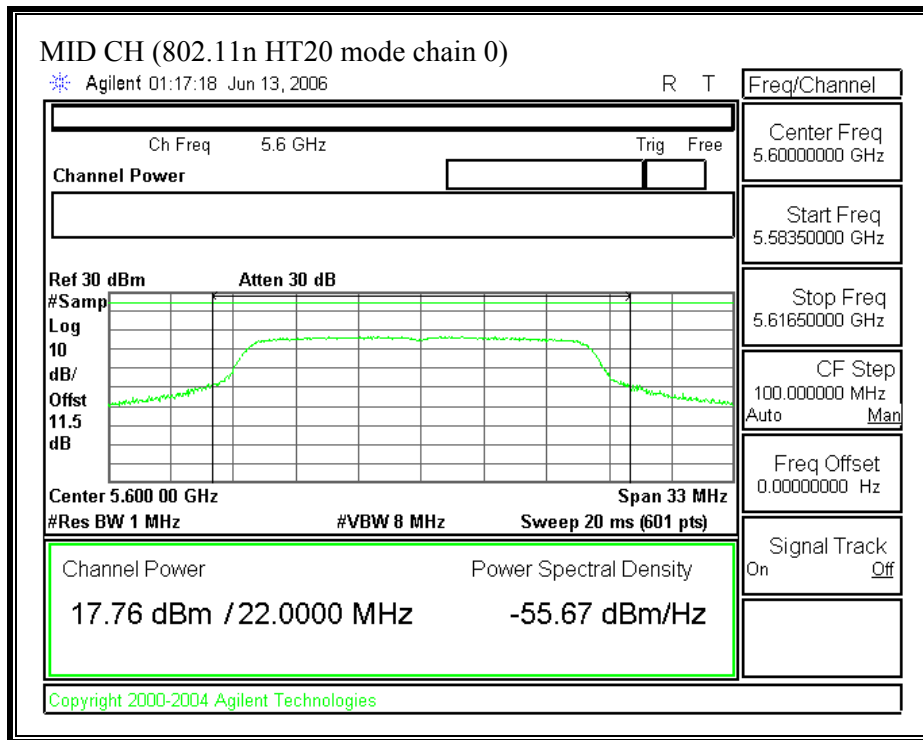 MID CH (802.11n HT20 mode chain 0)
Agilent 01:17:18 Jun 13, 2006 R T
Freq/Channel
Ch Freq 5.6 GHz Trig Free
Channel Power
Center Freq
5.60000000 GHz
Start Freq
5.58350000 GHz
Stop Freq
5.61650000 GHz
CF Step
100.000000 MHz
Auto Man
Freq Offset
0.00000000 Hz
Signal Track
On Off
Ref 30 dBm Atten 30 dB
#Samp
Log
10
dB/
Offst
11.5
dB
Center 5.600 00 GHz Span 33 MHz
#Res BW 1 MHz #VBW 8 MHz Sweep 20 ms (601 pts)
Channel Power Power Spectral Density
17.76 dBm / 22.0000 MHz -55.67 dBm/Hz
Copyright 2000-2004 Agilent Technologies